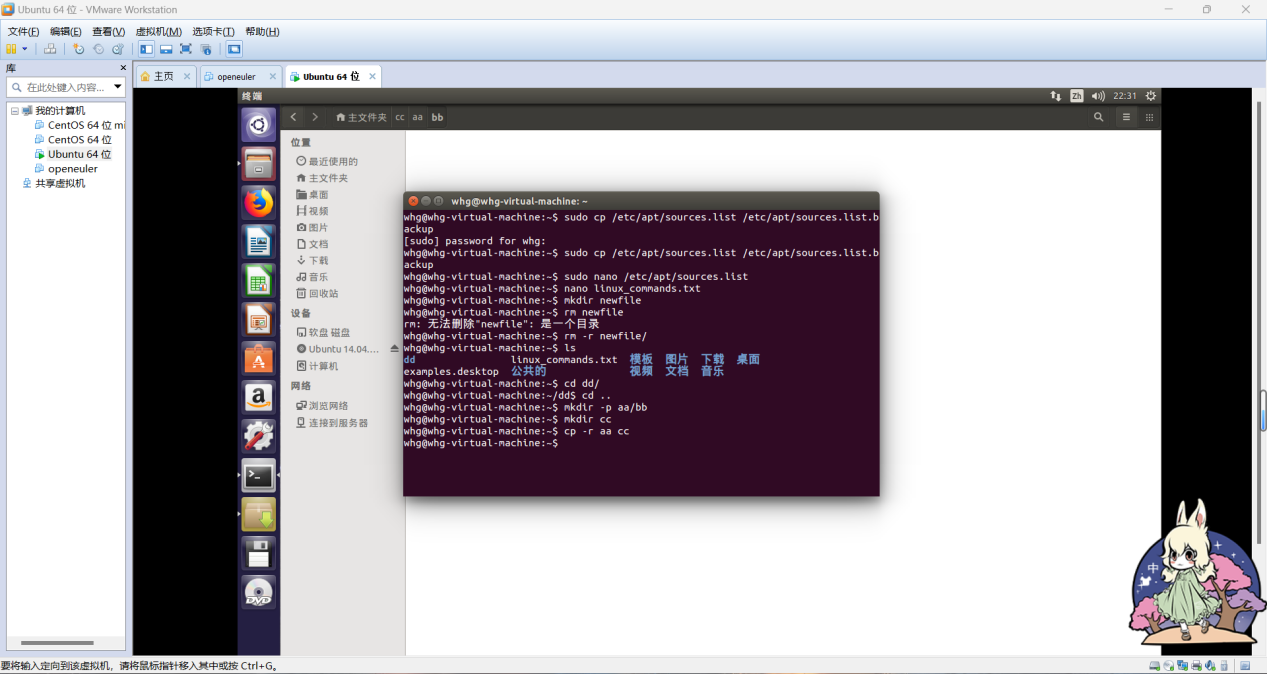 Ubuntu 64 位 - VMware Workstation
文件(F) 编辑(E) 查看(V) 虚拟机(M) 选项卡(T) 帮助(H)
库
在此处键入内容...
我的计算机
CentOS 64 位 mi
CentOS 64 位
Ubuntu 64 位
openeuler
共享虚拟机
主页 openeuler Ubuntu 64 位
终端 Zh 22:31
主文件夹 cc aa bb
位置
最近使用的
主文件夹
桌面
视频
图片
文档
下载
音乐
回收站
设备
软盘 磁盘
Ubuntu 14.04....
计算机
网络
浏览网络
连接到服务器
whg@whg-virtual-machine: ~
whg@whg-virtual-machine:~$ sudo cp /etc/apt/sources.list /etc/apt/sources.list.b
ackup
[sudo] password for whg:
whg@whg-virtual-machine:~$ sudo cp /etc/apt/sources.list /etc/apt/sources.list.b
ackup
whg@whg-virtual-machine:~$ sudo nano /etc/apt/sources.list
whg@whg-virtual-machine:~$ nano linux_commands.txt
whg@whg-virtual-machine:~$ mkdir newfile
whg@whg-virtual-machine:~$ rm newfile
rm: 无法删除"newfile": 是一个目录
whg@whg-virtual-machine:~$ rm -r newfile/
whg@whg-virtual-machine:~$ ls
dd linux_commands.txt 模板 图片 下载 桌面
examples.desktop 公共的 视频 文档 音乐
whg@whg-virtual-machine:~$ cd dd/
whg@whg-virtual-machine:~/dd$ cd ..
whg@whg-virtual-machine:~$ mkdir -p aa/bb
whg@whg-virtual-machine:~$ mkdir cc
whg@whg-virtual-machine:~$ cp -r aa cc
whg@whg-virtual-machine:~$
中
DVD
要将输入定向到该虚拟机，请将鼠标指针移入其中或按 Ctrl+G。